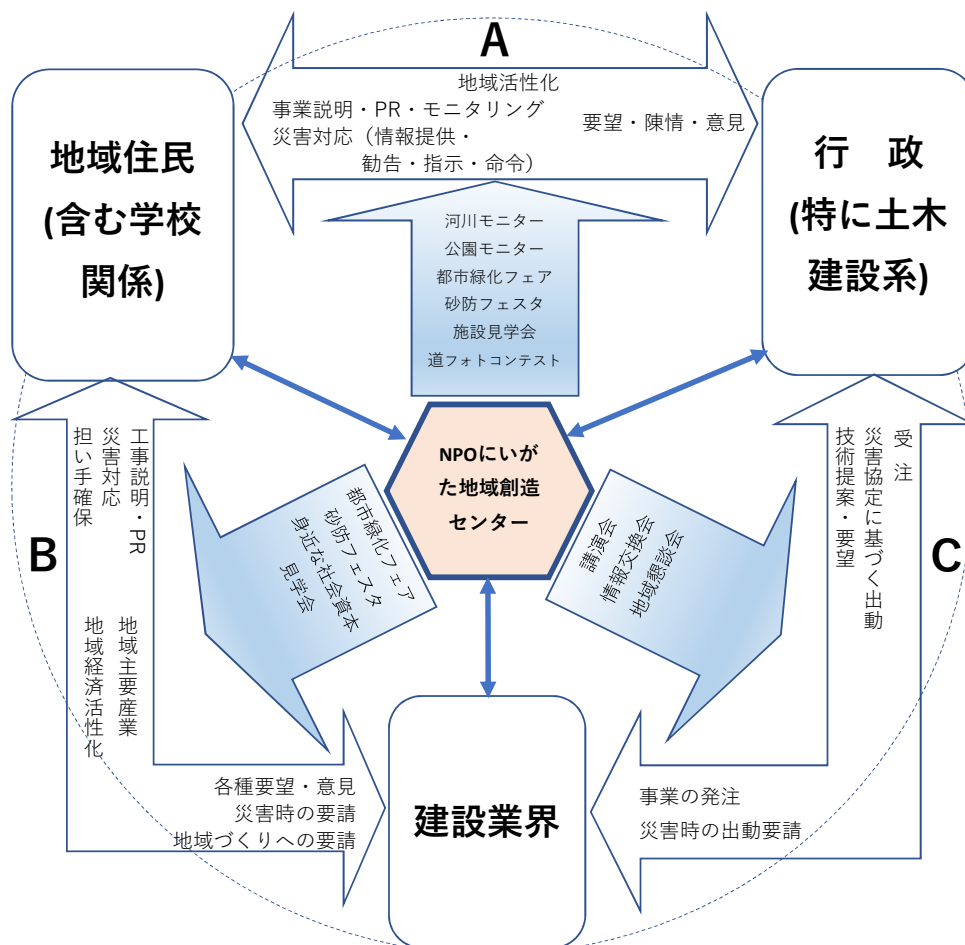 A
地域活性化
事業説明・PR・モニタリング
災害対応（情報提供・
勧告・指示・命令）
要望・陳情・意見
地域住民
(含む学校
関係)
行　政
(特に土木
建設系)
河川モニター
公園モニター
都市緑化フェア
砂防フェスタ
施設見学会
道フォトコンテスト
NPOにいがた地域創造
センター
B
工事説明・PR
災害対応
担い手確保
地域主要産業
地域経済活性化
都市緑化フェア
砂防フェスタ
身近な社会資本
見学会
講演会
情報交換会
地域懇談会
C
受　注
災害協定に基づく出動
技術提案・要望
各種要望・意見
災害時の要請
地域づくりへの要請
建設業界
事業の発注
災害時の出動要請